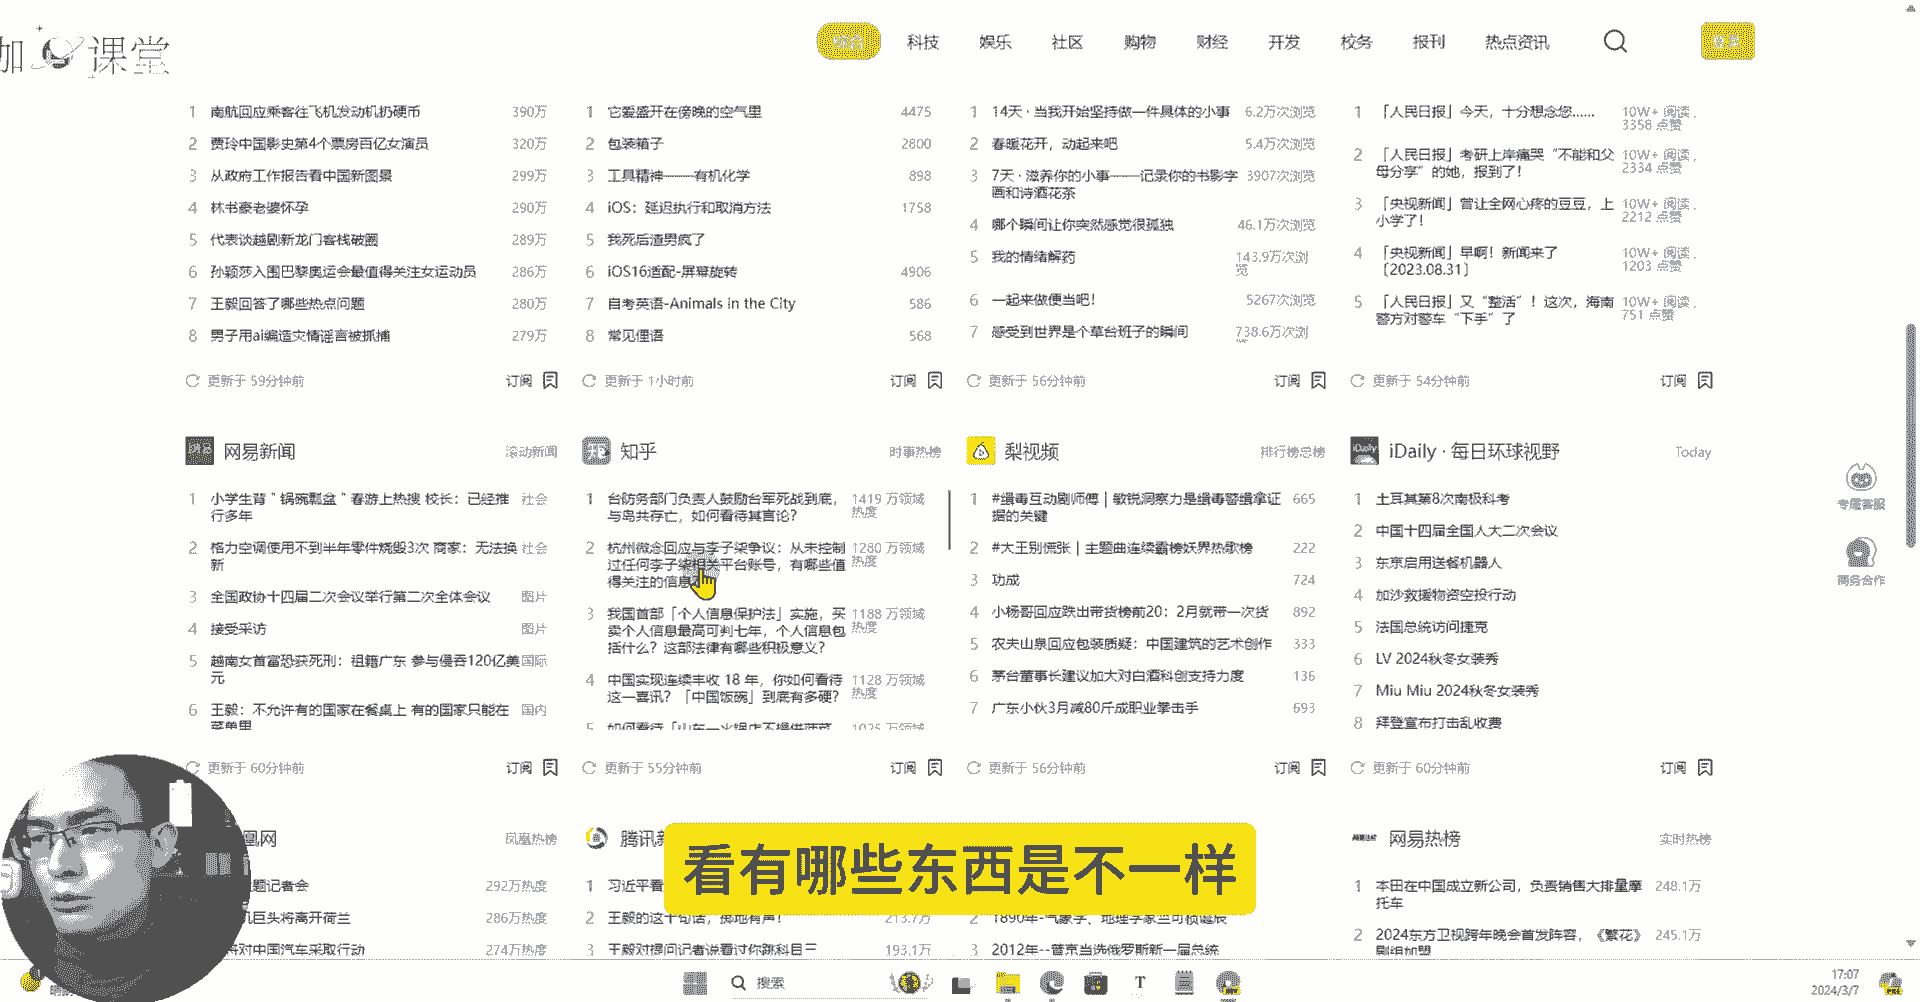 加 课堂
综合 科技 娱乐 社区 购物 财经 开发 校务 报刊 热点资讯
1 南航回应乘客往飞机发动机扔硬币 390万
2 贾玲中国影史第4个票房百亿女演员 320万
3 从政府工作报告看中国新图景 299万
4 林书豪老婆怀孕 290万
5 代表谈越剧新龙门客栈破圈 289万
6 孙颖莎入围巴黎奥运会最值得关注女运动员 286万
7 王毅回答了哪些热点问题 280万
8 男子用ai编造灾情谣言被抓捕 279万
更新于 59分钟前 订阅
1 它爱盛开在傍晚的空气里 4475
2 包装箱子 2800
3 工具精神——有机化学 898
4 iOS：延迟执行和取消方法 1758
5 我死后渣男疯了
6 iOS16适配-屏幕旋转 4906
7 自考英语-Animals in the City 586
8 常见俚语 568
更新于 1小时前 订阅
1 14天 · 当我开始坚持做一件具体的小事 6.2万次浏览
2 春暖花开，动起来吧 5.4万次浏览
3 7天 · 滋养你的小事——记录你的书影字 3907次浏览
画和诗酒花茶
4 哪个瞬间让你突然感觉很孤独 46.1万次浏览
5 我的情绪解药 143.9万次浏
览
6 一起来做便当吧！ 5267次浏览
7 感受到世界是个草台班子的瞬间 738.6万次浏
更新于 56分钟前 订阅
1 「人民日报」今天，十分想念您…… 10W+ 阅读，
3358 点赞
2 「人民日报」考研上岸痛哭“不能和父 10W+ 阅读，
母分享”的她，报到了！ 2334 点赞
3 「央视新闻」曾让全网心疼的豆豆，上 10W+ 阅读，
小学了！ 2212 点赞
4 「央视新闻」早啊！新闻来了 10W+ 阅读，
〔2023.08.31〕 1203 点赞
5 「人民日报」又“整活”！这次，海南 10W+ 阅读，
警方对警车“下手”了 751 点赞
更新于 54分钟前 订阅
网易新闻 滚动新闻
1 小学生背＂锅碗瓢盆＂春游上热搜 校长：已经推 社会
行多年
2 格力空调使用不到半年零件烧毁3次 商家：无法换 社会
新
3 全国政协十四届二次会议举行第二次全体会议 图片
4 接受采访 图片
5 越南女首富恐获死刑：祖籍广东 参与侵吞120亿美 国际
元
6 王毅：不允许有的国家在餐桌上 有的国家只能在 国内
菜单里
更新于 60分钟前 订阅
知乎 时事热榜
1 台防务部门负责人鼓励台军死战到底， 1419 万领域
与岛共存亡，如何看待其言论？ 热度
2 杭州微念回应与李子柒争议：从未控制 1280 万领域
过任何李子柒相关平台账号，有哪些值 热度
得关注的信息
3 我国首部「个人信息保护法」实施，买 1188 万领域
卖个人信息最高可判七年，个人信息包 热度
括什么？这部法律有哪些积极意义？
4 中国实现连续丰收 18 年，你如何看待 1128 万领域
这一喜讯？「中国饭碗」到底有多硬？ 热度
5 如何看待「山东一火锅店不提供菠菜 1025 万领域
更新于 55分钟前 订阅
梨视频 排行榜总榜
1 #缉毒互动剧师傅 | 敏锐洞察力是缉毒警缉拿证 665
据的关键
2 #大王别慌张 | 主题曲连续霸榜妖界热歌榜 222
3 功成 724
4 小杨哥回应跌出带货榜前20：2月就带一次货 892
5 农夫山泉回应包装质疑：中国建筑的艺术创作 333
6 茅台董事长建议加大对白酒科创支持力度 136
7 广东小伙3月减80斤成职业拳击手 693
更新于 56分钟前 订阅
iDaily · 每日环球视野 Today
1 土耳其第8次南极科考
2 中国十四届全国人大二次会议
3 东京启用送餐机器人
4 加沙救援物资空投行动
5 法国总统访问捷克
6 LV 2024秋冬女装秀
7 Miu Miu 2024秋冬女装秀
8 拜登宣布打击乱收费
更新于 60分钟前 订阅
专属客服
商务合作
凰网 凤凰热榜
题记者会 292万热度
机巨头将离开荷兰 286万热度
将对中国汽车采取行动 274万热度
腾讯新
1 习近平看
2 王毅的这十句话，掷地有声！ 213.7万
3 王毅对提问记者说看过你跳科目三 193.1万
2 1890年-气象学、地理学家竺可桢诞辰
3 2012年--普京当选俄罗斯新一届总统
网易热榜 实时热榜
1 本田在中国成立新公司，负责销售大排量摩 248.1万
托车
2 2024东方卫视跨年晚会首发阵容，《繁花》 245.1万
剧组加盟
看有哪些东西是不一样
搜索
17:07
2024/3/7